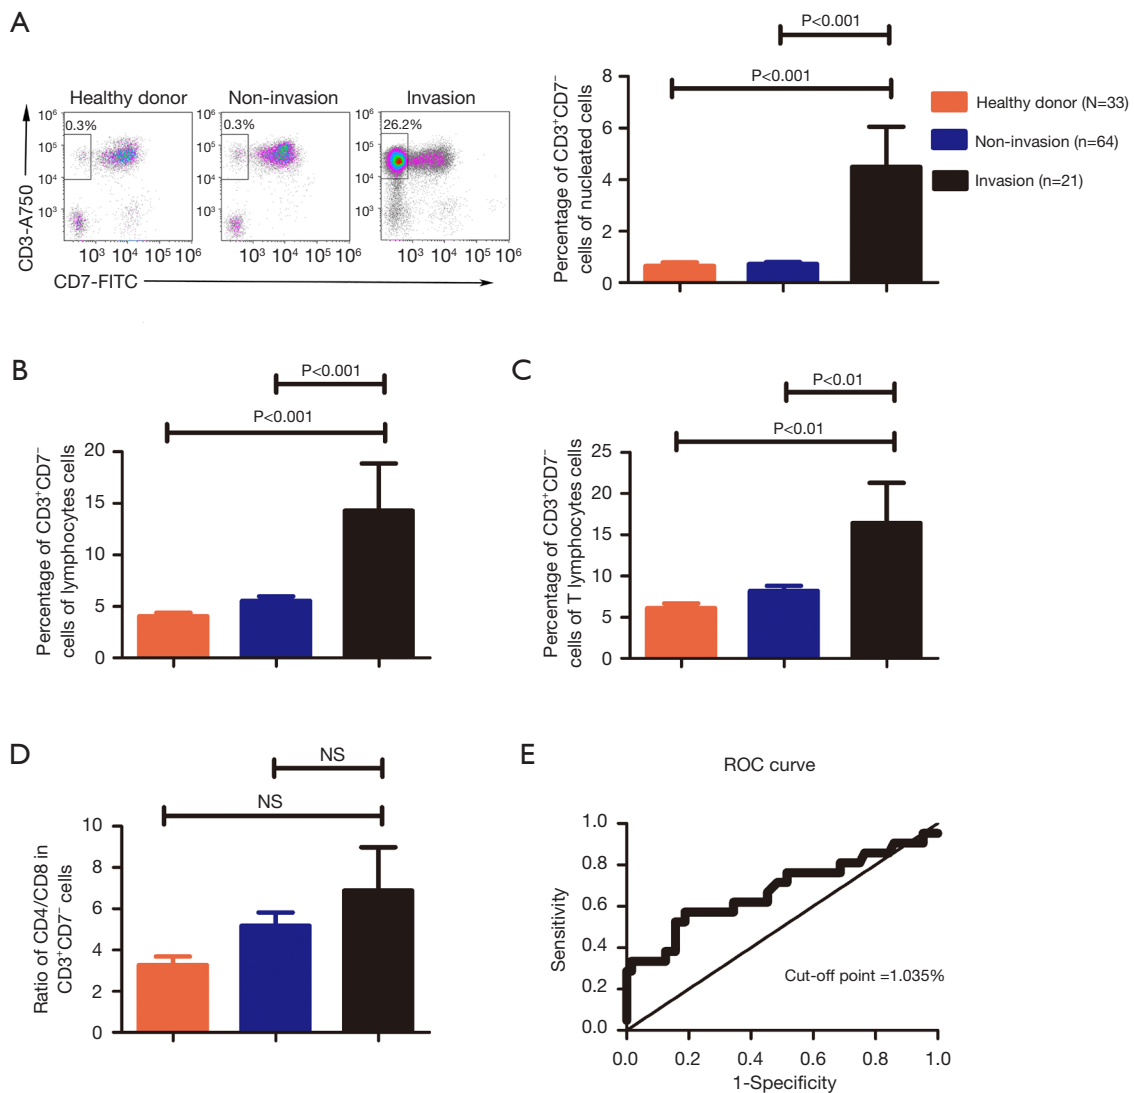 A
Healthy donor
Non-invasion
Invasion
0.3%
0.3%
26.2%
10⁶
10⁵
10⁴
10³
10⁶
10⁵
10⁴
10³
10⁶
10⁵
10⁴
10³
10³ 10⁴ 10⁵ 10⁶
10³ 10⁴ 10⁵ 10⁶
10³ 10⁴ 10⁵ 10⁶
CD3-A750
CD7-FITC
P<0.001
P<0.001
Percentage of CD3⁺CD7⁻
cells of nucleated cells
8
6
4
2
0
Healthy donor (N=33)
Non-invasion (n=64)
Invasion (n=21)
B
P<0.001
P<0.001
Percentage of CD3⁺CD7⁻
cells of lymphocytes cells
20
15
10
5
0
C
P<0.01
P<0.01
Percentage of CD3⁺CD7⁻
cells of T lymphocytes cells
25
20
15
10
5
0
D
NS
NS
Ratio of CD4/CD8 in
CD3⁺CD7⁻ cells
10
8
6
4
2
0
E
ROC curve
Sensitivity
1.0
0.8
0.6
0.4
0.2
0.0
Cut-off point =1.035%
0.0 0.2 0.4 0.6 0.8 1.0
1-Specificity